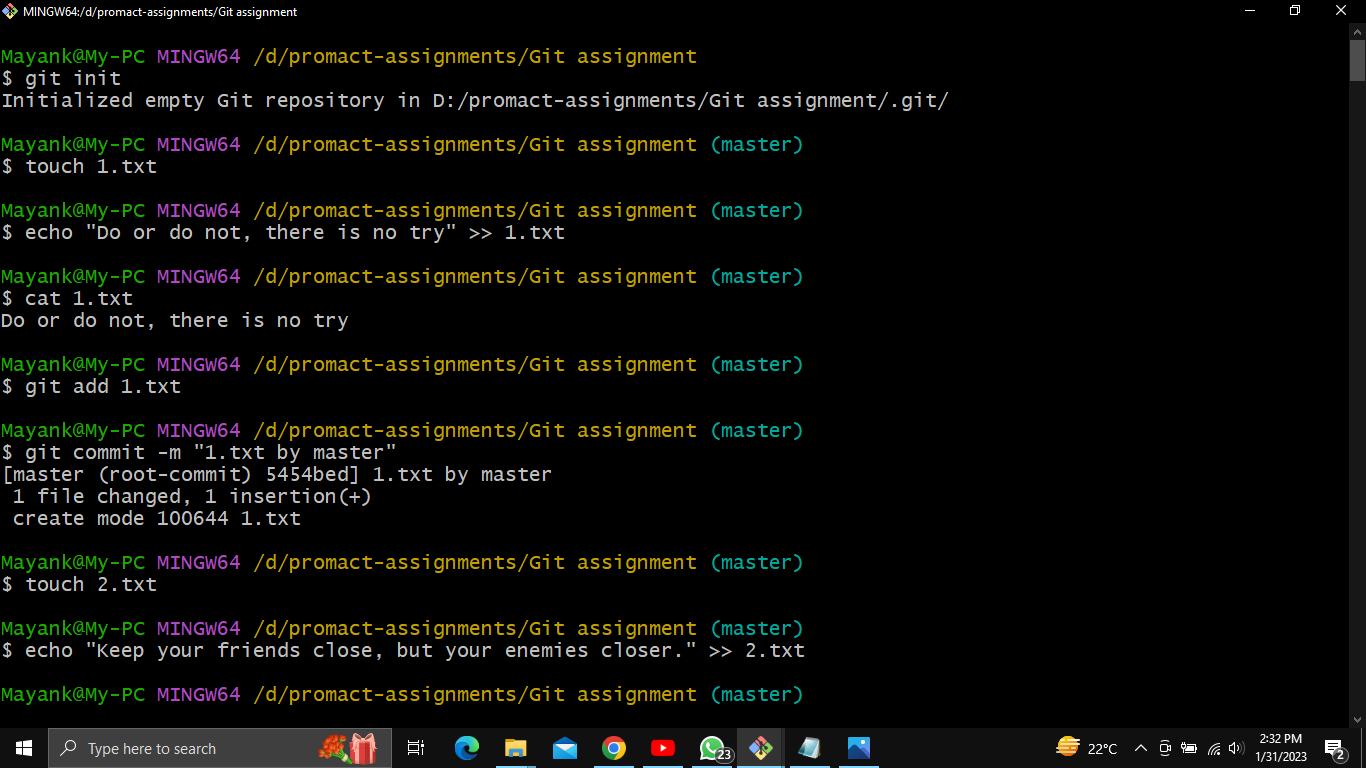 MINGW64:/d/promact-assignments/Git assignment
Mayank@My-PC MINGW64 /d/promact-assignments/Git assignment
$ git init
Initialized empty Git repository in D:/promact-assignments/Git assignment/.git/
Mayank@My-PC MINGW64 /d/promact-assignments/Git assignment (master)
$ touch 1.txt
Mayank@My-PC MINGW64 /d/promact-assignments/Git assignment (master)
$ echo "Do or do not, there is no try" >> 1.txt
Mayank@My-PC MINGW64 /d/promact-assignments/Git assignment (master)
$ cat 1.txt
Do or do not, there is no try
Mayank@My-PC MINGW64 /d/promact-assignments/Git assignment (master)
$ git add 1.txt
Mayank@My-PC MINGW64 /d/promact-assignments/Git assignment (master)
$ git commit -m "1.txt by master"
[master (root-commit) 5454bed] 1.txt by master
 1 file changed, 1 insertion(+)
 create mode 100644 1.txt
Mayank@My-PC MINGW64 /d/promact-assignments/Git assignment (master)
$ touch 2.txt
Mayank@My-PC MINGW64 /d/promact-assignments/Git assignment (master)
$ echo "Keep your friends close, but your enemies closer." >> 2.txt
Mayank@My-PC MINGW64 /d/promact-assignments/Git assignment (master)
Type here to search
23
22°C
2:32 PM
1/31/2023
2